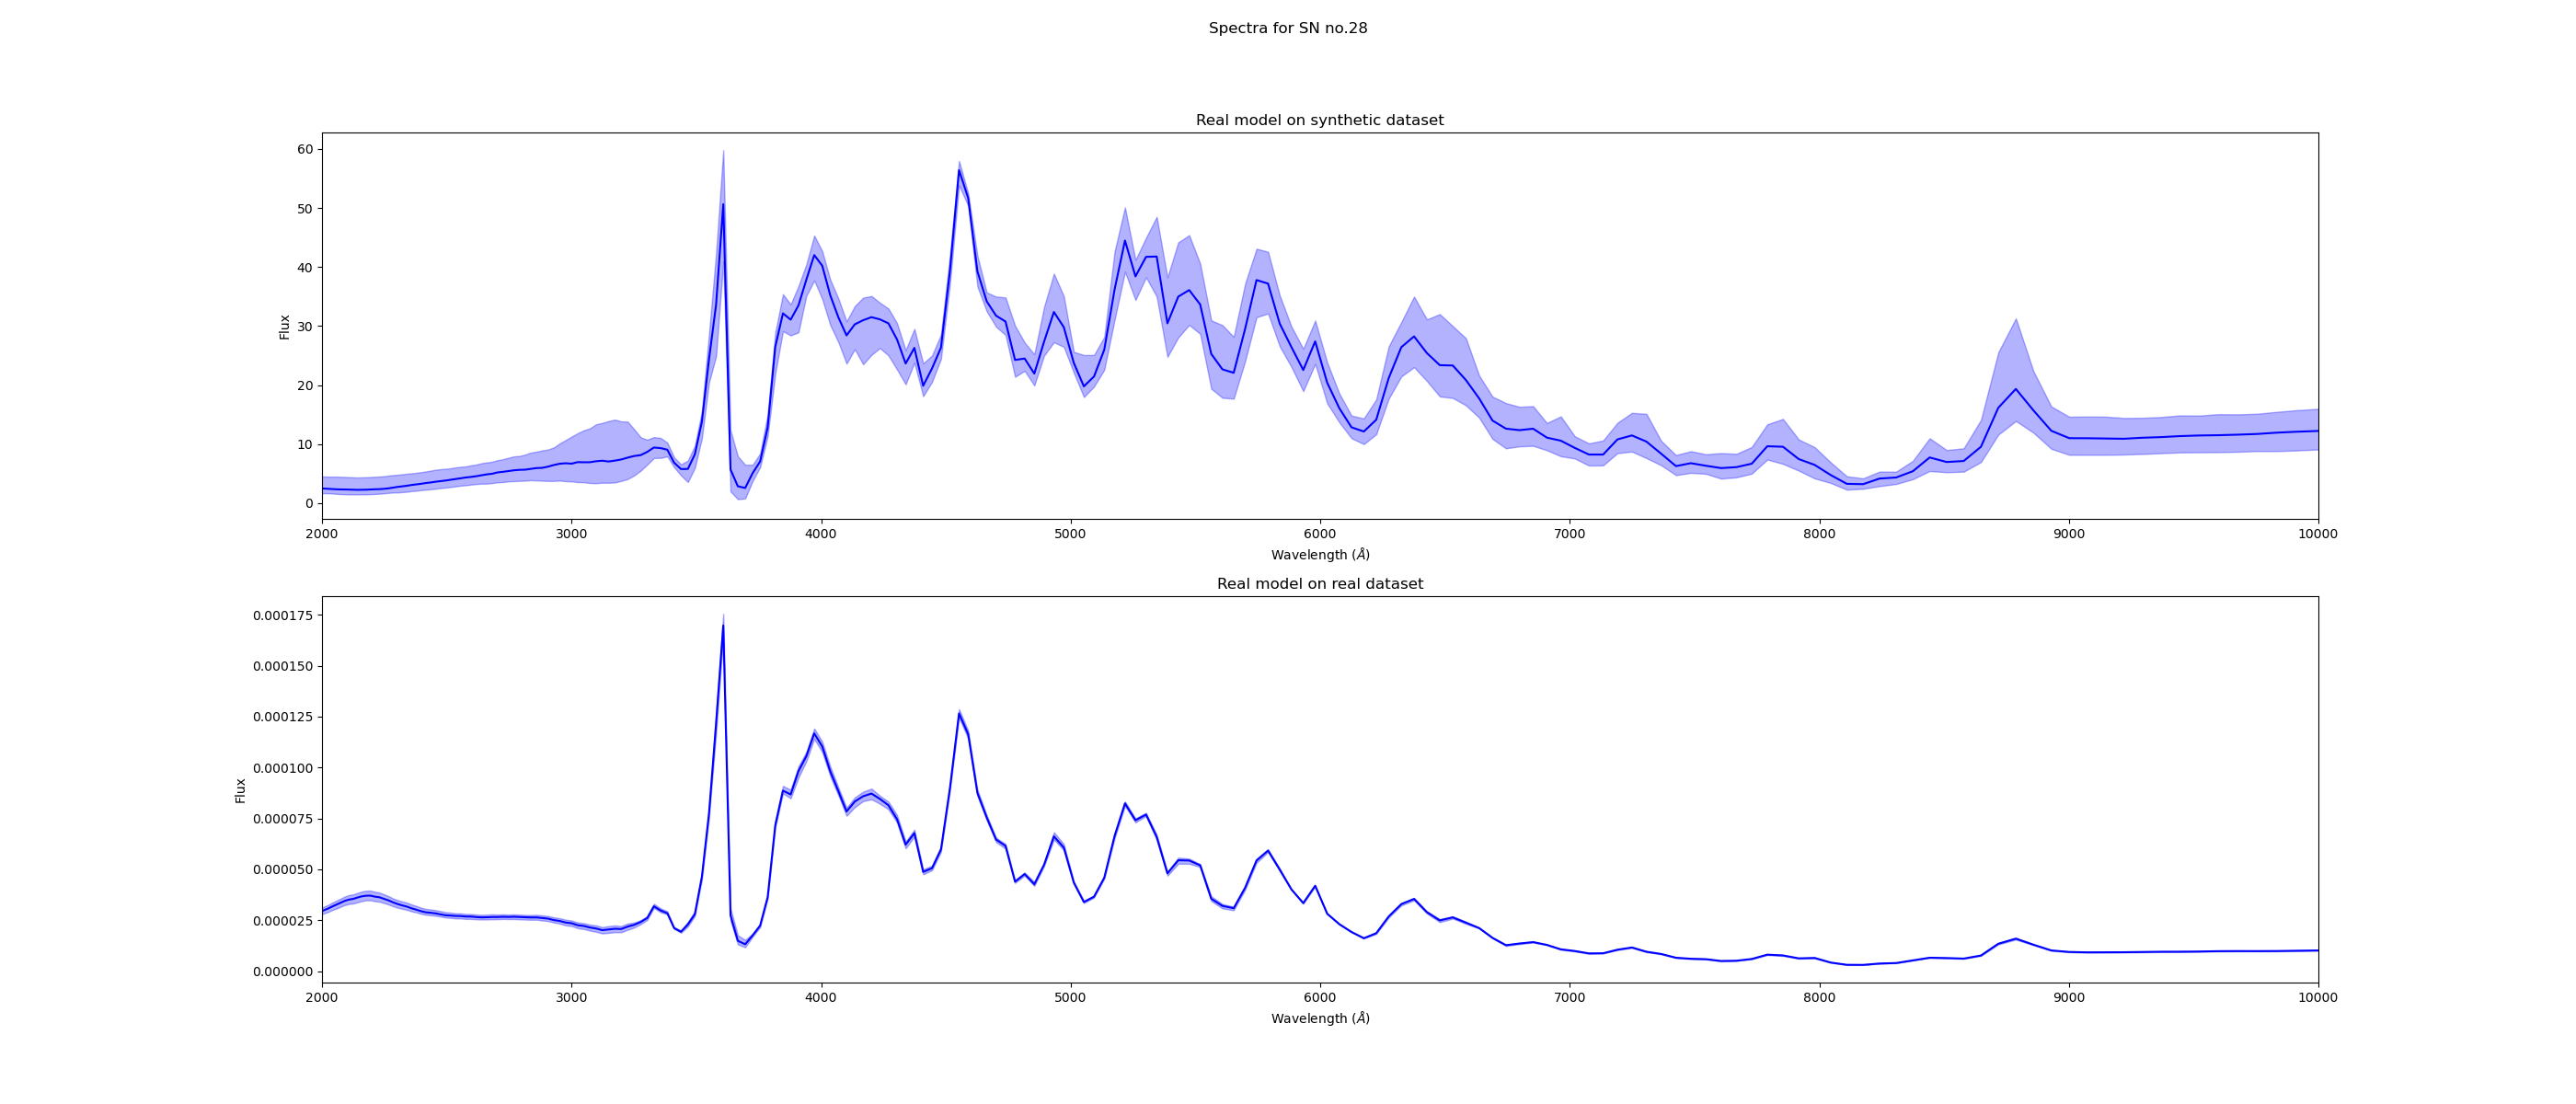 Spectra for SN no.28
Real model on synthetic dataset
60
50
40
30
20
10
0
Flux
2000 3000 4000 5000 6000 7000 8000 9000 10000
Wavelength (Å)
Real model on real dataset
0.000175
0.000150
0.000125
0.000100
0.000075
0.000050
0.000025
0.000000
Flux
2000 3000 4000 5000 6000 7000 8000 9000 10000
Wavelength (Å)